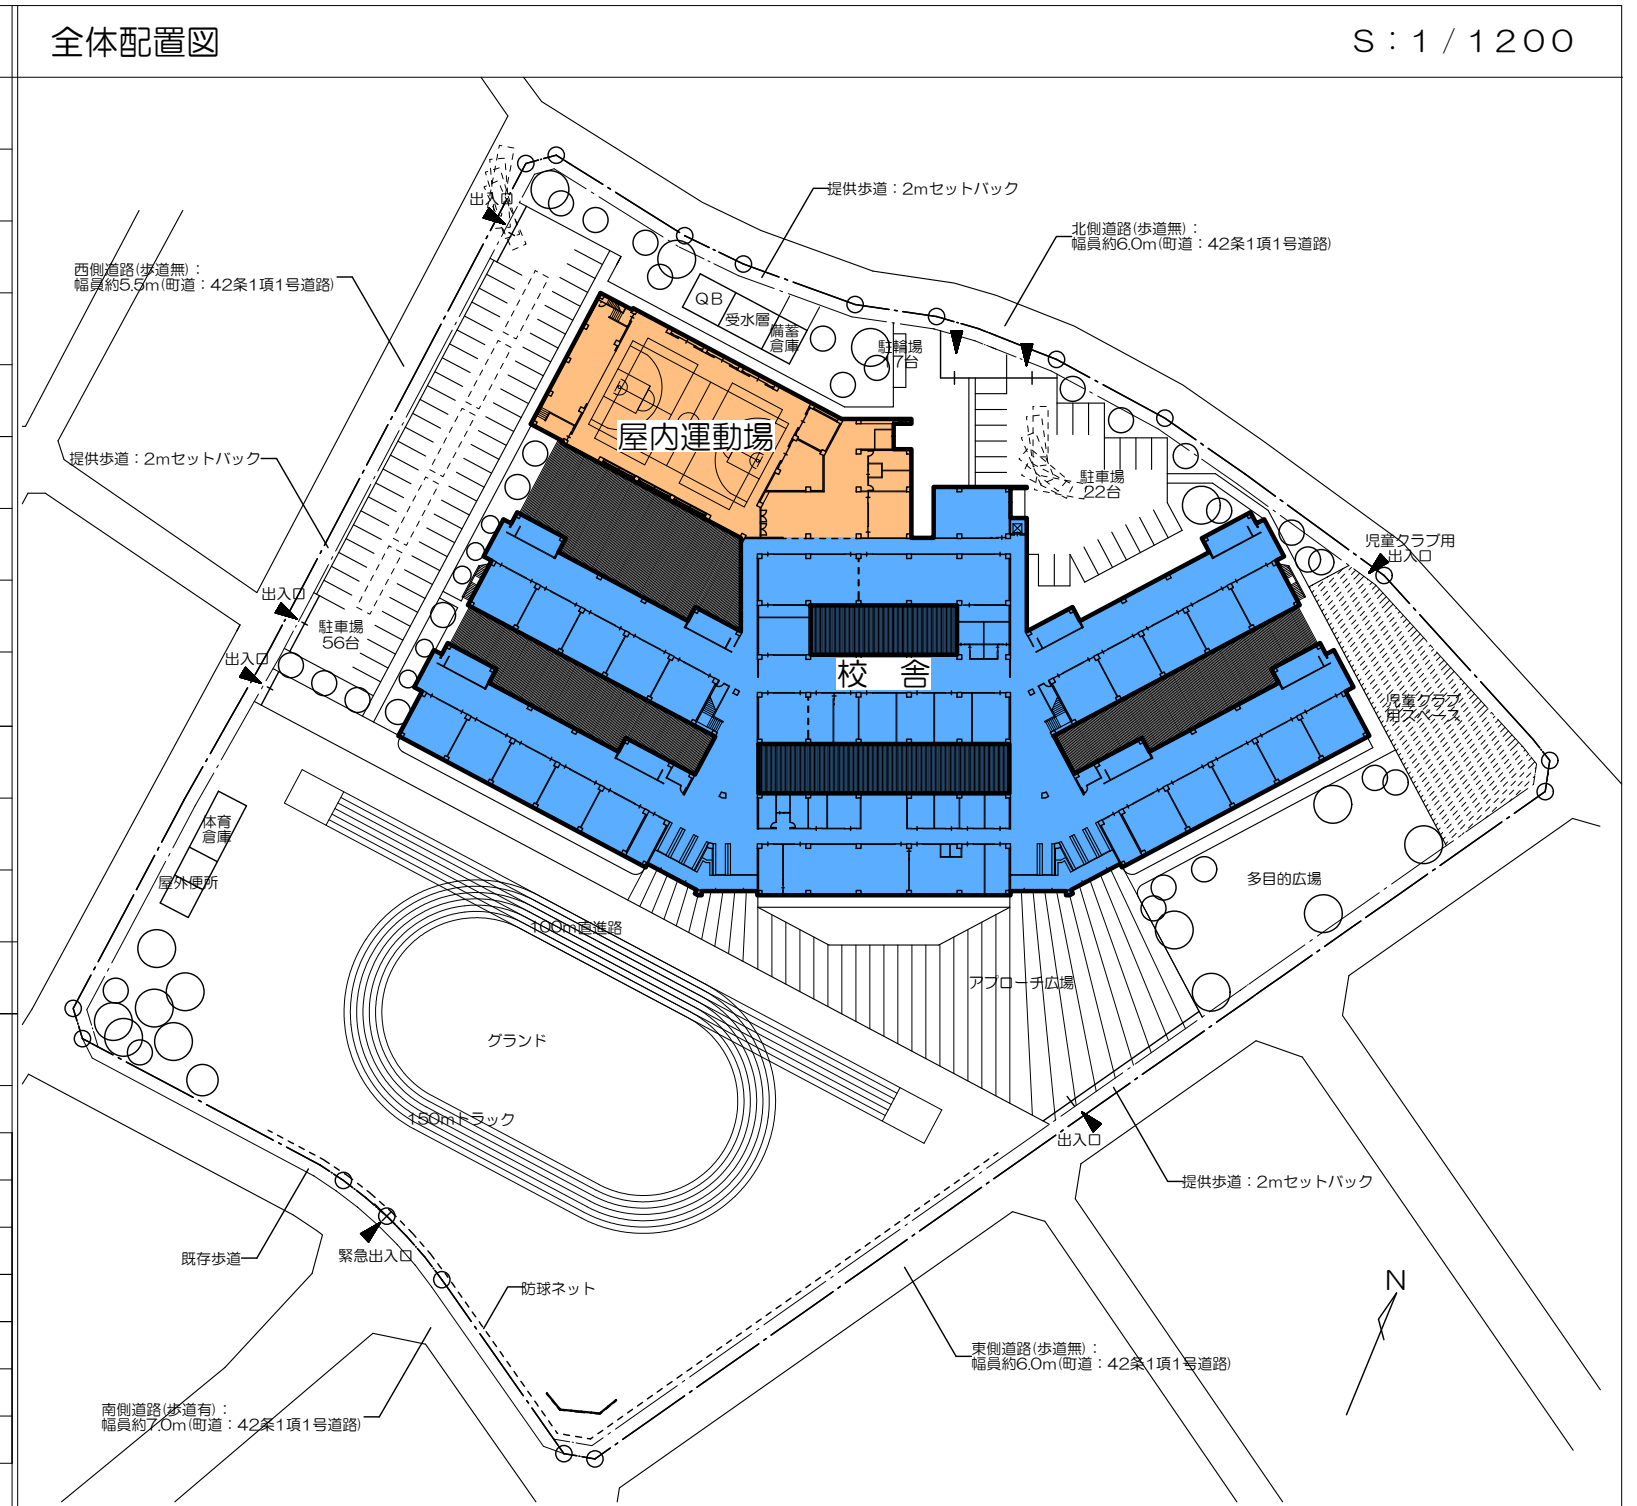 全体配置図
S：1／1200
提供歩道：2mセットバック
出入口
北側道路(歩道無)：
幅員約6.0m(町道：42条1項1号道路)
西側道路(歩道無)：
幅員約5.5m(町道：42条1項1号道路)
QB
受水層
備蓄
倉庫
駐輪場
17台
屋内運動場
提供歩道：2mセットバック
駐車場
22台
児童クラブ用
出入口
出入口
駐車場
56台
出入口
校　舎
児童クラブ
用スペース
体育
倉庫
屋外便所
多目的広場
100m直進路
アプローチ広場
グランド
150mトラック
出入口
提供歩道：2mセットバック
既存歩道
緊急出入口
防球ネット
N
東側道路(歩道無)：
幅員約6.0m(町道：42条1項1号道路)
南側道路(歩道有)：
幅員約7.0m(町道：42条1項1号道路)